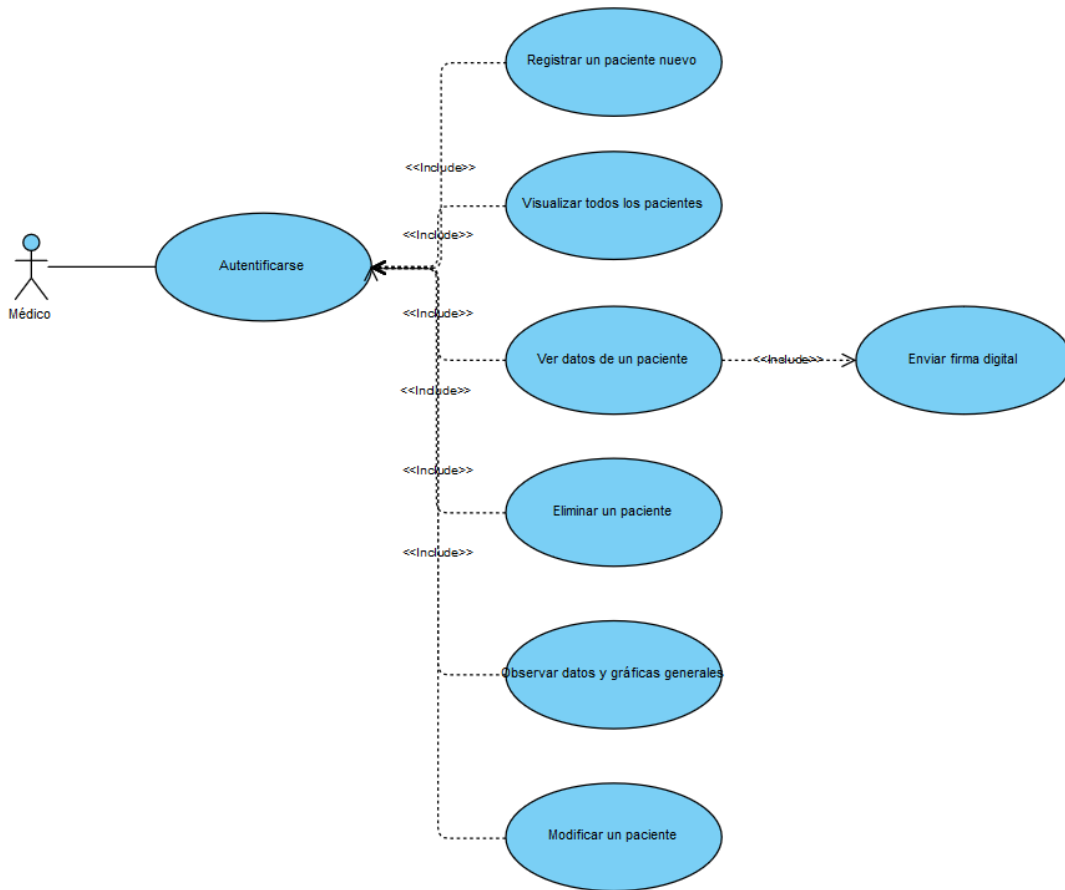 Registrar un paciente nuevo
<<Include>>
Visualizar todos los pacientes
<<Include>>
Autentificarse
Médico
<<Include>>
Ver datos de un paciente
<<Include>>
Enviar firma digital
<<Include>>
<<Include>>
Eliminar un paciente
<<Include>>
Observar datos y gráficas generales
Modificar un paciente